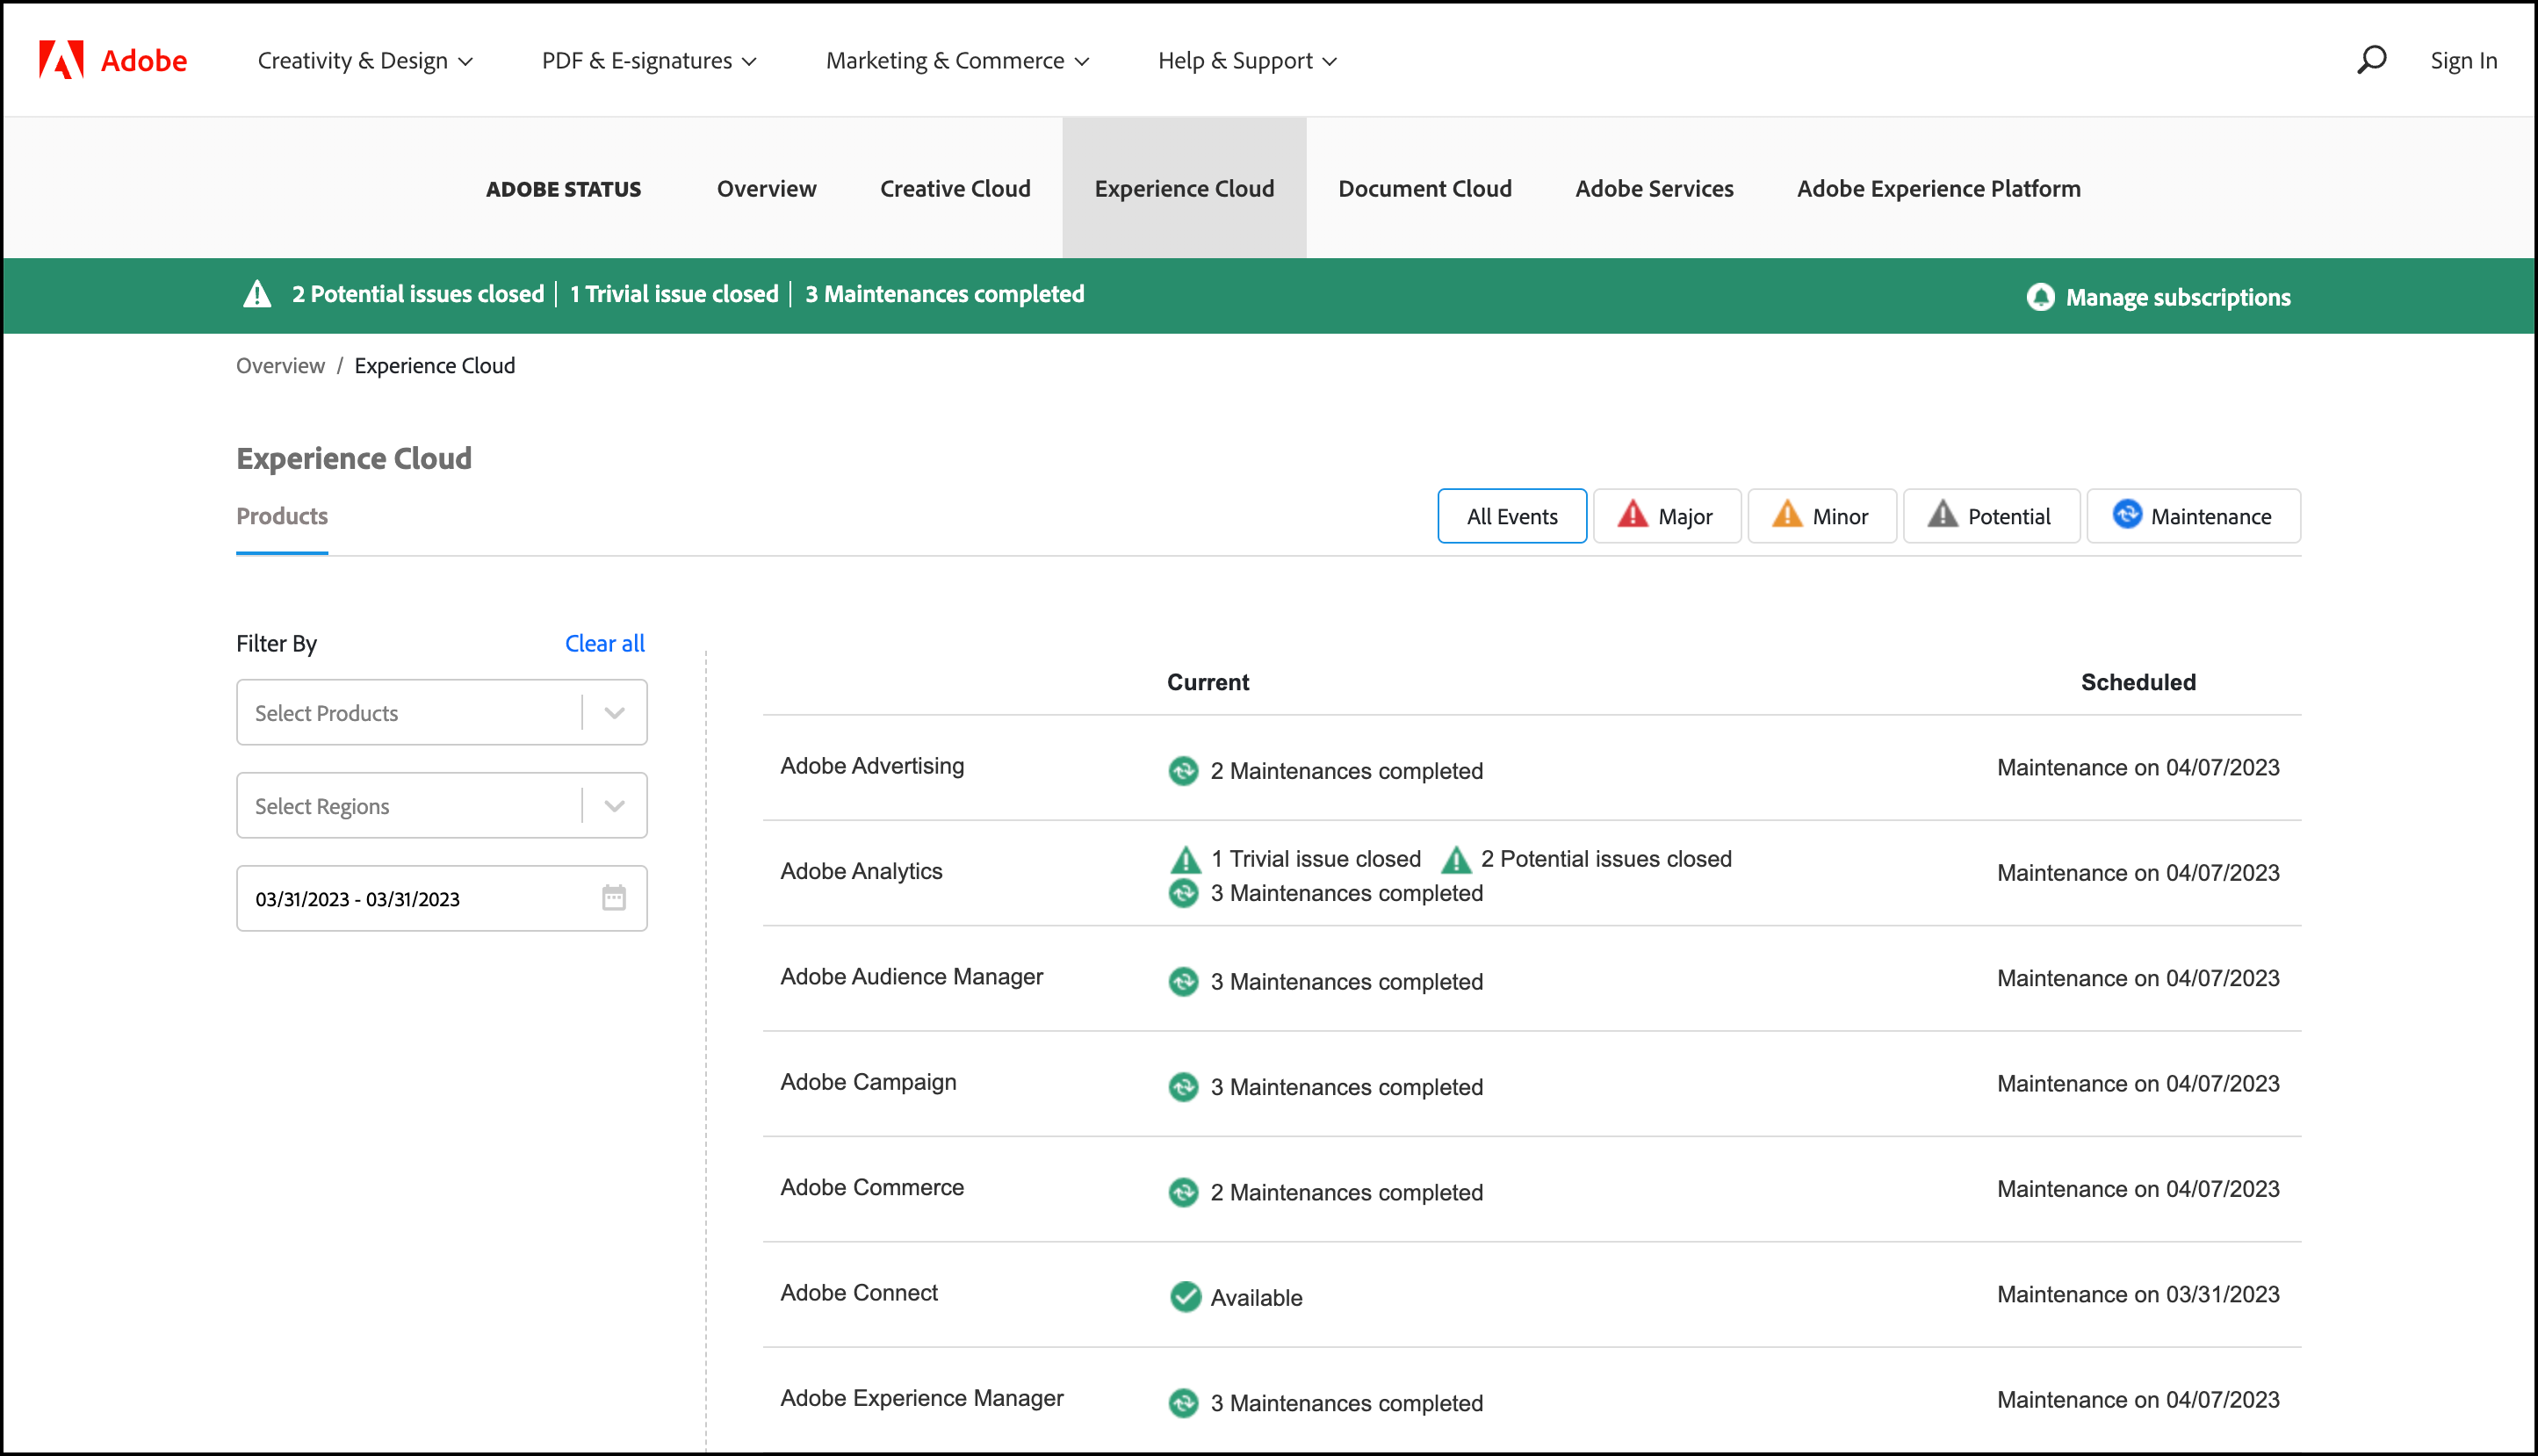 Adobe Creativity & Design PDF & E-signatures Marketing & Commerce Help & Support Sign In
ADOBE STATUS Overview Creative Cloud Experience Cloud Document Cloud Adobe Services Adobe Experience Platform
2 Potential issues closed | 1 Trivial issue closed | 3 Maintenances completed Manage subscriptions
Overview / Experience Cloud
Experience Cloud
Products All Events Major Minor Potential Maintenance
Filter By Clear all
Select Products
Select Regions
03/31/2023 - 03/31/2023
Current Scheduled
Adobe Advertising 2 Maintenances completed Maintenance on 04/07/2023
Adobe Analytics 1 Trivial issue closed 2 Potential issues closed
3 Maintenances completed Maintenance on 04/07/2023
Adobe Audience Manager 3 Maintenances completed Maintenance on 04/07/2023
Adobe Campaign 3 Maintenances completed Maintenance on 04/07/2023
Adobe Commerce 2 Maintenances completed Maintenance on 04/07/2023
Adobe Connect Available Maintenance on 03/31/2023
Adobe Experience Manager 3 Maintenances completed Maintenance on 04/07/2023